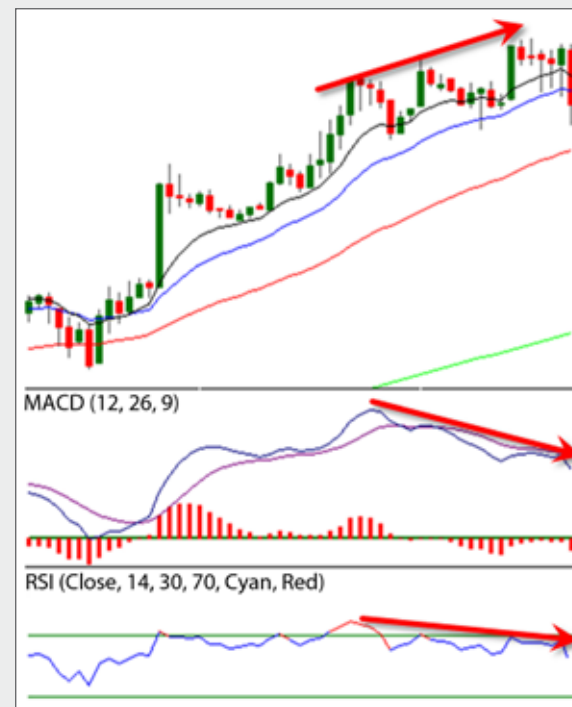 MACD (12, 26, 9)
RSI (Close, 14, 30, 70, Cyan, Red)